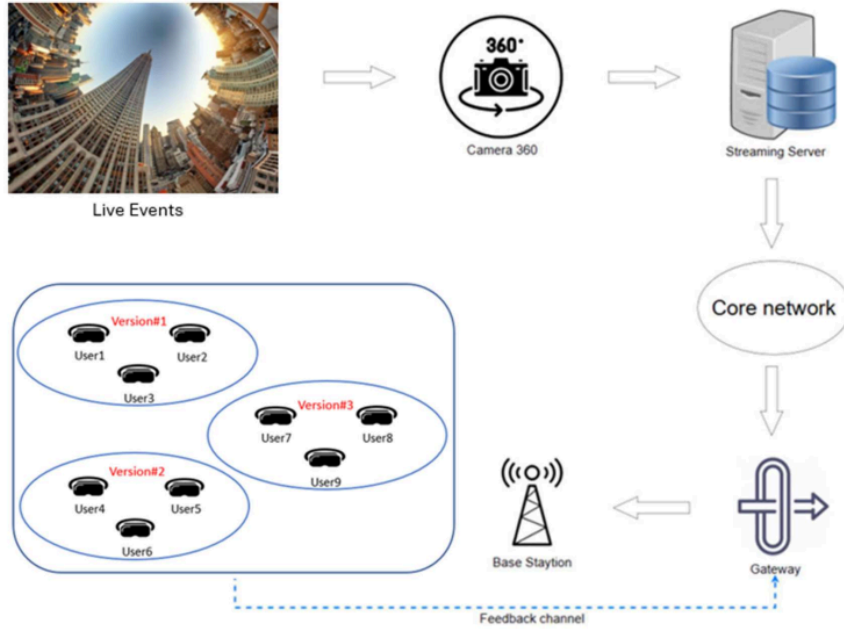 360°
Camera 360
Streaming Server
Live Events
Core network
Version#1
User1
User2
User3
Version#3
User7
User8
User9
Version#2
User4
User5
User6
Base Staytion
Gateway
Feedback channel